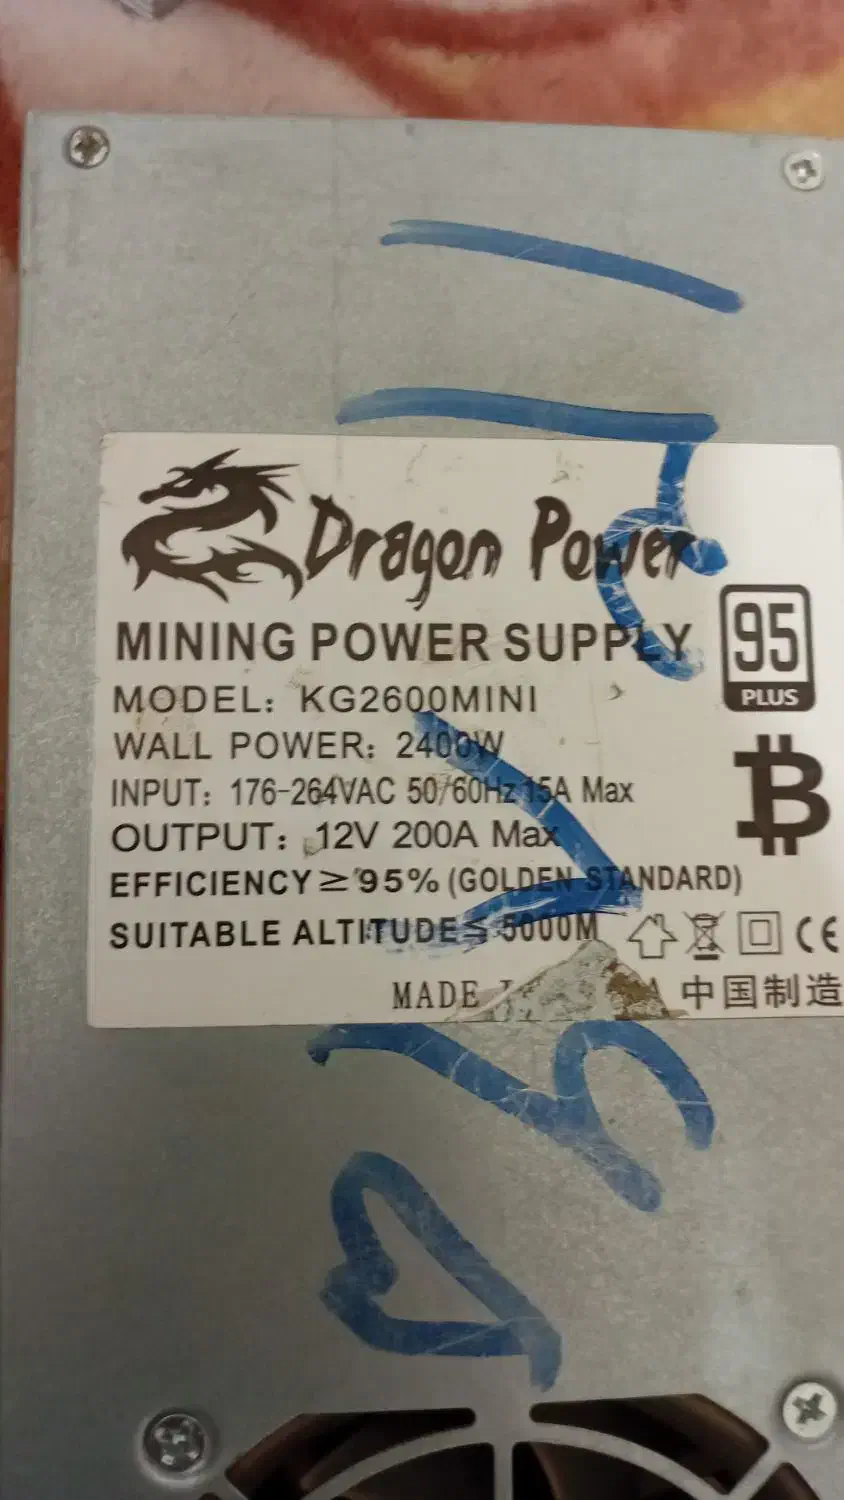 Dragon Power
MINING POWER SUPPLY
95
PLUS
MODEL: KG2600MINI
WALL POWER: 2400W
INPUT: 176-264VAC 50/60Hz 15A Max
OUTPUT: 12V 200A Max
EFFICIENCY≥95% (GOLDEN STANDARD)
SUITABLE ALTITUDE≤ 5000M
CE
MADE 中国制造